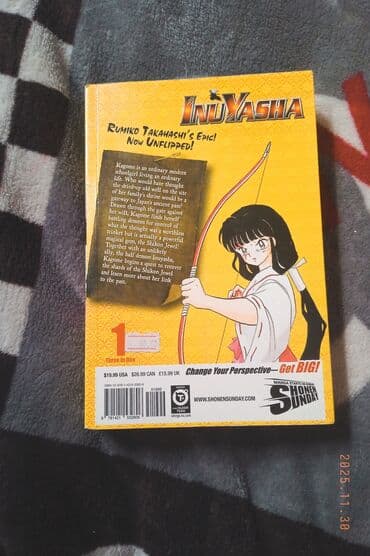 INUYASHA
RUMIKO TAKAHASHI'S EPIC!
NOW UNFLIPPED!
Kagome is an ordinary modern
schoolgirl living an ordinary
life. Who would have thought
the dried-up old well on the site
of her family's shrine would be a
gateway to Japan's ancient past?
Drawn through the gate against
her will, Kagome finds herself
battling demons for control of
what she thought was a worthless
trinket but is actually a powerful
magical gem, the Shikon Jewel!
Together with an unlikely
ally, the half demon Inuyasha,
Kagome begins a quest to recover
the shards of the Shikon Jewel
and learn more about her link
to the past.
1
Three in One
$19.99 USA $26.99 CAN £15.99 UK
Change Your Perspective—Get BIG!
WWW.SHONENSUNDAY.COM
SHONEN
SUNDAY
2025.11.30